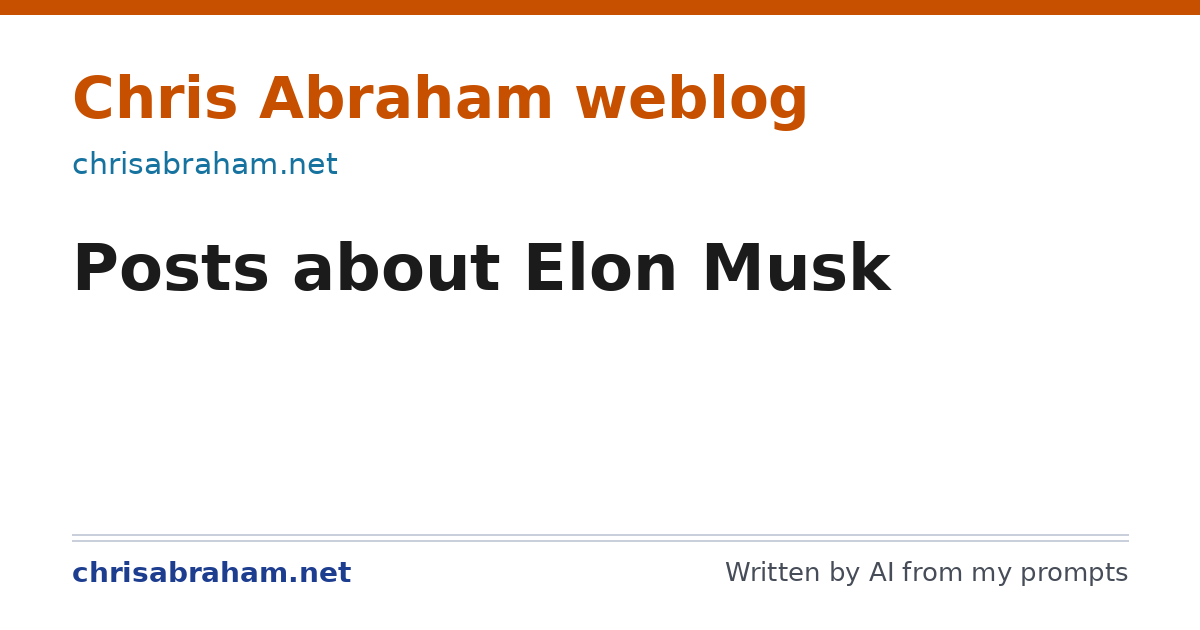 Chris Abraham weblog
chrisabraham.net
Posts about Elon Musk
chrisabraham.net
Written by AI from my prompts